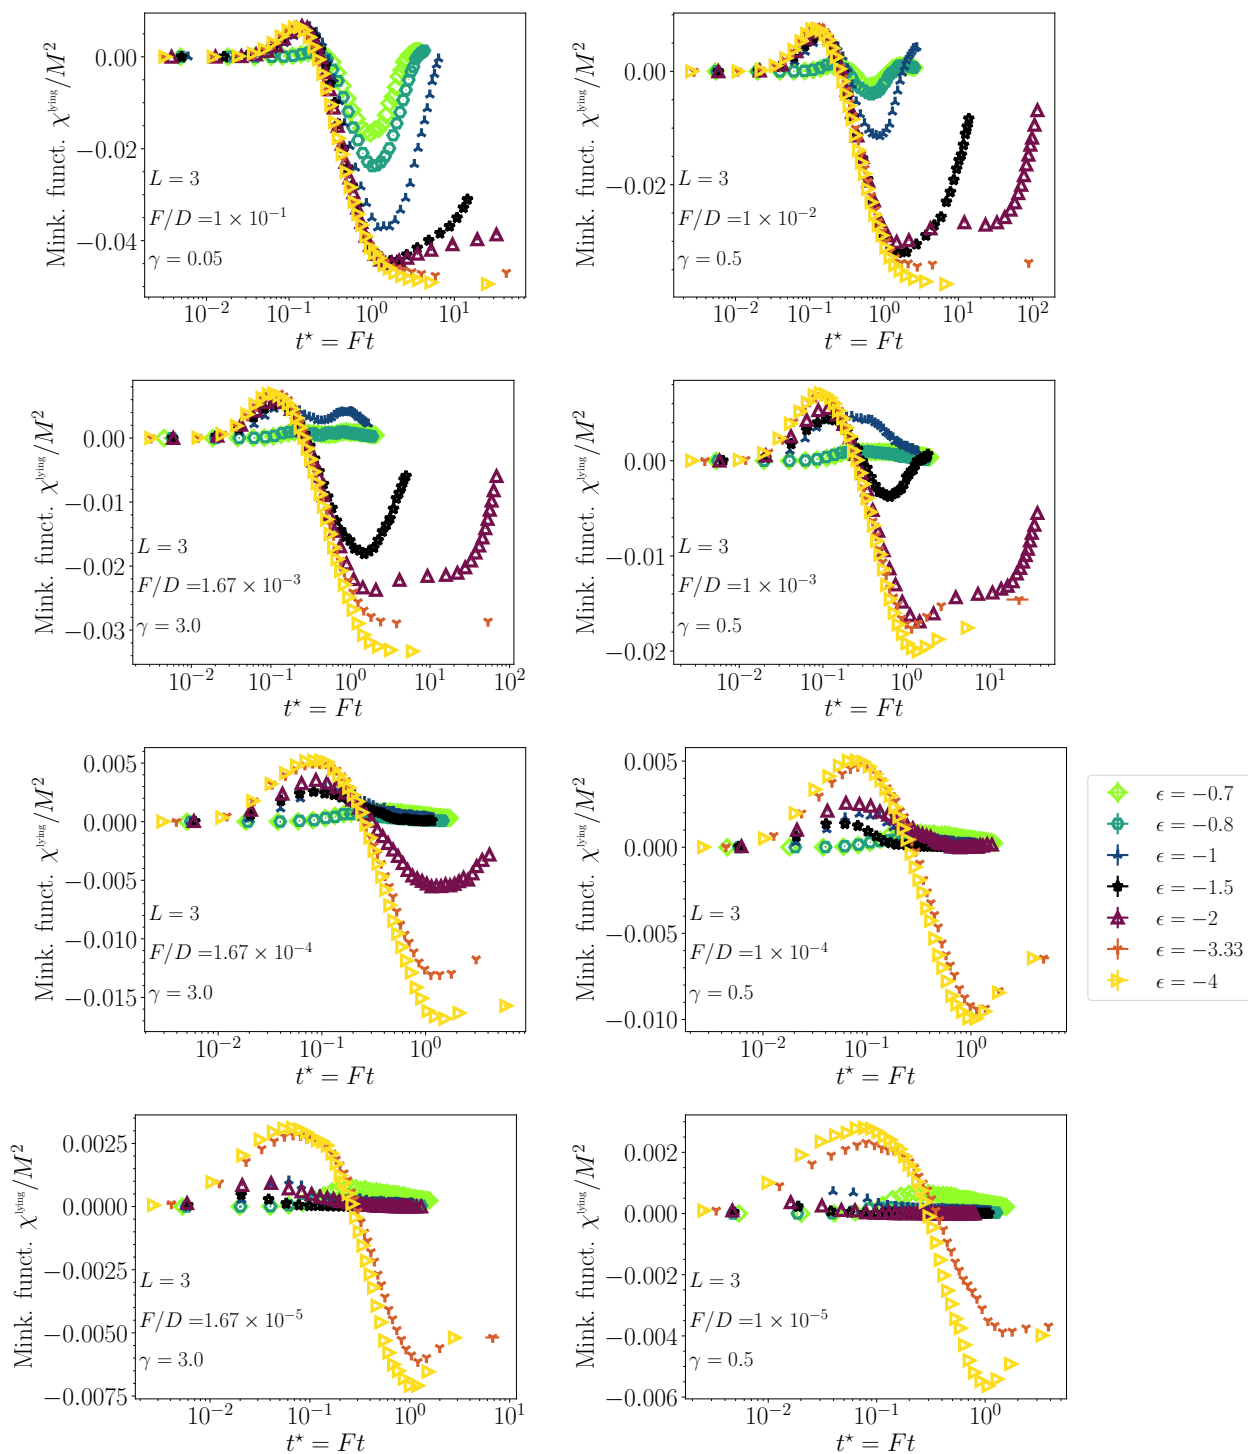 Mink. funct. χ^lying/M²
0.00
−0.02
−0.04
L = 3
F/D = 1 × 10⁻¹
γ = 0.05
10⁻² 10⁻¹ 10⁰ 10¹
t* = Ft
Mink. funct. χ^lying/M²
0.00
−0.02
L = 3
F/D = 1 × 10⁻²
γ = 0.5
10⁻² 10⁻¹ 10⁰ 10¹ 10²
t* = Ft
Mink. funct. χ^lying/M²
0.00
−0.01
−0.02
−0.03
L = 3
F/D = 1.67 × 10⁻³
γ = 3.0
10⁻² 10⁻¹ 10⁰ 10¹ 10²
t* = Ft
Mink. funct. χ^lying/M²
0.00
−0.01
−0.02
L = 3
F/D = 1 × 10⁻³
γ = 0.5
10⁻² 10⁻¹ 10⁰ 10¹
t* = Ft
Mink. funct. χ^lying/M²
0.005
0.000
−0.005
−0.010
−0.015
L = 3
F/D = 1.67 × 10⁻⁴
γ = 3.0
10⁻² 10⁻¹ 10⁰
t* = Ft
Mink. funct. χ^lying/M²
0.005
0.000
−0.005
−0.010
L = 3
F/D = 1 × 10⁻⁴
γ = 0.5
10⁻² 10⁻¹ 10⁰
t* = Ft
ϵ = −0.7
ϵ = −0.8
ϵ = −1
ϵ = −1.5
ϵ = −2
ϵ = −3.33
ϵ = −4
Mink. funct. χ^lying/M²
0.0025
0.0000
−0.0025
−0.0050
−0.0075
L = 3
F/D = 1.67 × 10⁻⁵
γ = 3.0
10⁻² 10⁻¹ 10⁰ 10¹
t* = Ft
Mink. funct. χ^lying/M²
0.002
0.000
−0.002
−0.004
−0.006
L = 3
F/D = 1 × 10⁻⁵
γ = 0.5
10⁻² 10⁻¹ 10⁰
t* = Ft